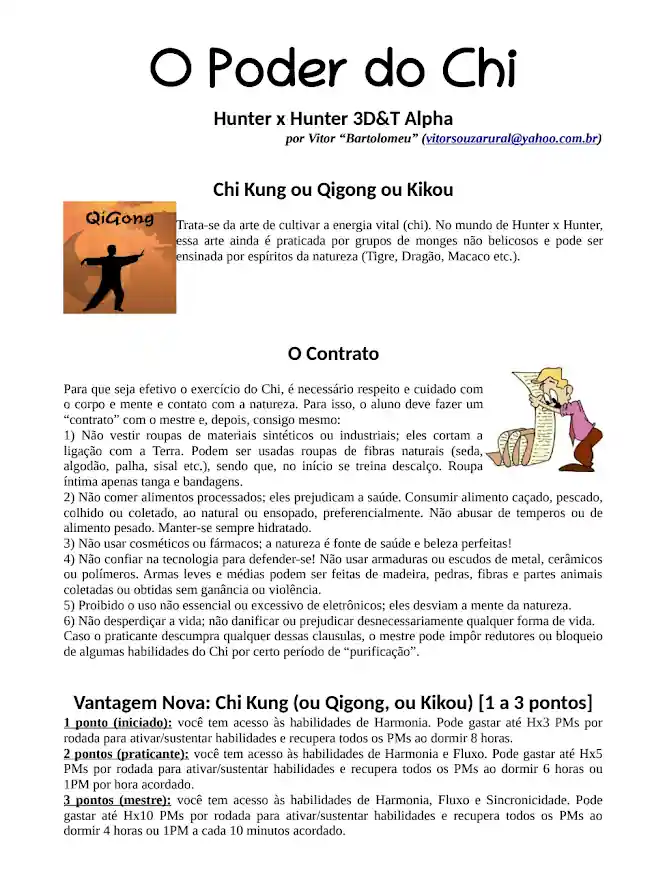 O Poder do Chi
Hunter x Hunter 3D&T Alpha
por Vitor “Bartolomeu” (vitorsouzarural@yahoo.com.br)
Chi Kung ou Qigong ou Kikou
QiGong
Trata-se da arte de cultivar a energia vital (chi). No mundo de Hunter x Hunter,
essa arte ainda é praticada por grupos de monges não belicosos e pode ser
ensinada por espíritos da natureza (Tigre, Dragão, Macaco etc.).
O Contrato
Para que seja efetivo o exercício do Chi, é necessário respeito e cuidado com
o corpo e mente e contato com a natureza. Para isso, o aluno deve fazer um
“contrato” com o mestre e, depois, consigo mesmo:
1) Não vestir roupas de materiais sintéticos ou industriais; eles cortam a
ligação com a Terra. Podem ser usadas roupas de fibras naturais (seda,
algodão, palha, sisal etc.), sendo que, no início se treina descalço. Roupa
íntima apenas tanga e bandagens.
2) Não comer alimentos processados; eles prejudicam a saúde. Consumir alimento caçado, pescado,
colhido ou coletado, ao natural ou ensopado, preferencialmente. Não abusar de temperos ou de
alimento pesado. Manter-se sempre hidratado.
3) Não usar cosméticos ou fármacos; a natureza é fonte de saúde e beleza perfeitas!
4) Não confiar na tecnologia para defender-se! Não usar armaduras ou escudos de metal, cerâmicos
ou polímeros. Armas leves e médias podem ser feitas de madeira, pedras, fibras e partes animais
coletadas ou obtidas sem ganância ou violência.
5) Proibido o uso não essencial ou excessivo de eletrônicos; eles desviam a mente da natureza.
6) Não desperdiçar a vida; não danificar ou prejudicar desnecessariamente qualquer forma de vida.
Caso o praticante descumpra qualquer dessas clausulas, o mestre pode impôr redutores ou bloqueio
de algumas habilidades do Chi por certo período de “purificação”.
Vantagem Nova: Chi Kung (ou Qigong, ou Kikou) [1 a 3 pontos]
1 ponto (iniciado): você tem acesso às habilidades de Harmonia. Pode gastar até Hx3 PMs por
rodada para ativar/sustentar habilidades e recupera todos os PMs ao dormir 8 horas.
2 pontos (praticante): você tem acesso às habilidades de Harmonia e Fluxo. Pode gastar até Hx5
PMs por rodada para ativar/sustentar habilidades e recupera todos os PMs ao dormir 6 horas ou
1PM por hora acordado.
3 pontos (mestre): você tem acesso às habilidades de Harmonia, Fluxo e Sincronicidade. Pode
gastar até Hx10 PMs por rodada para ativar/sustentar habilidades e recupera todos os PMs ao
dormir 4 horas ou 1PM a cada 10 minutos acordado.